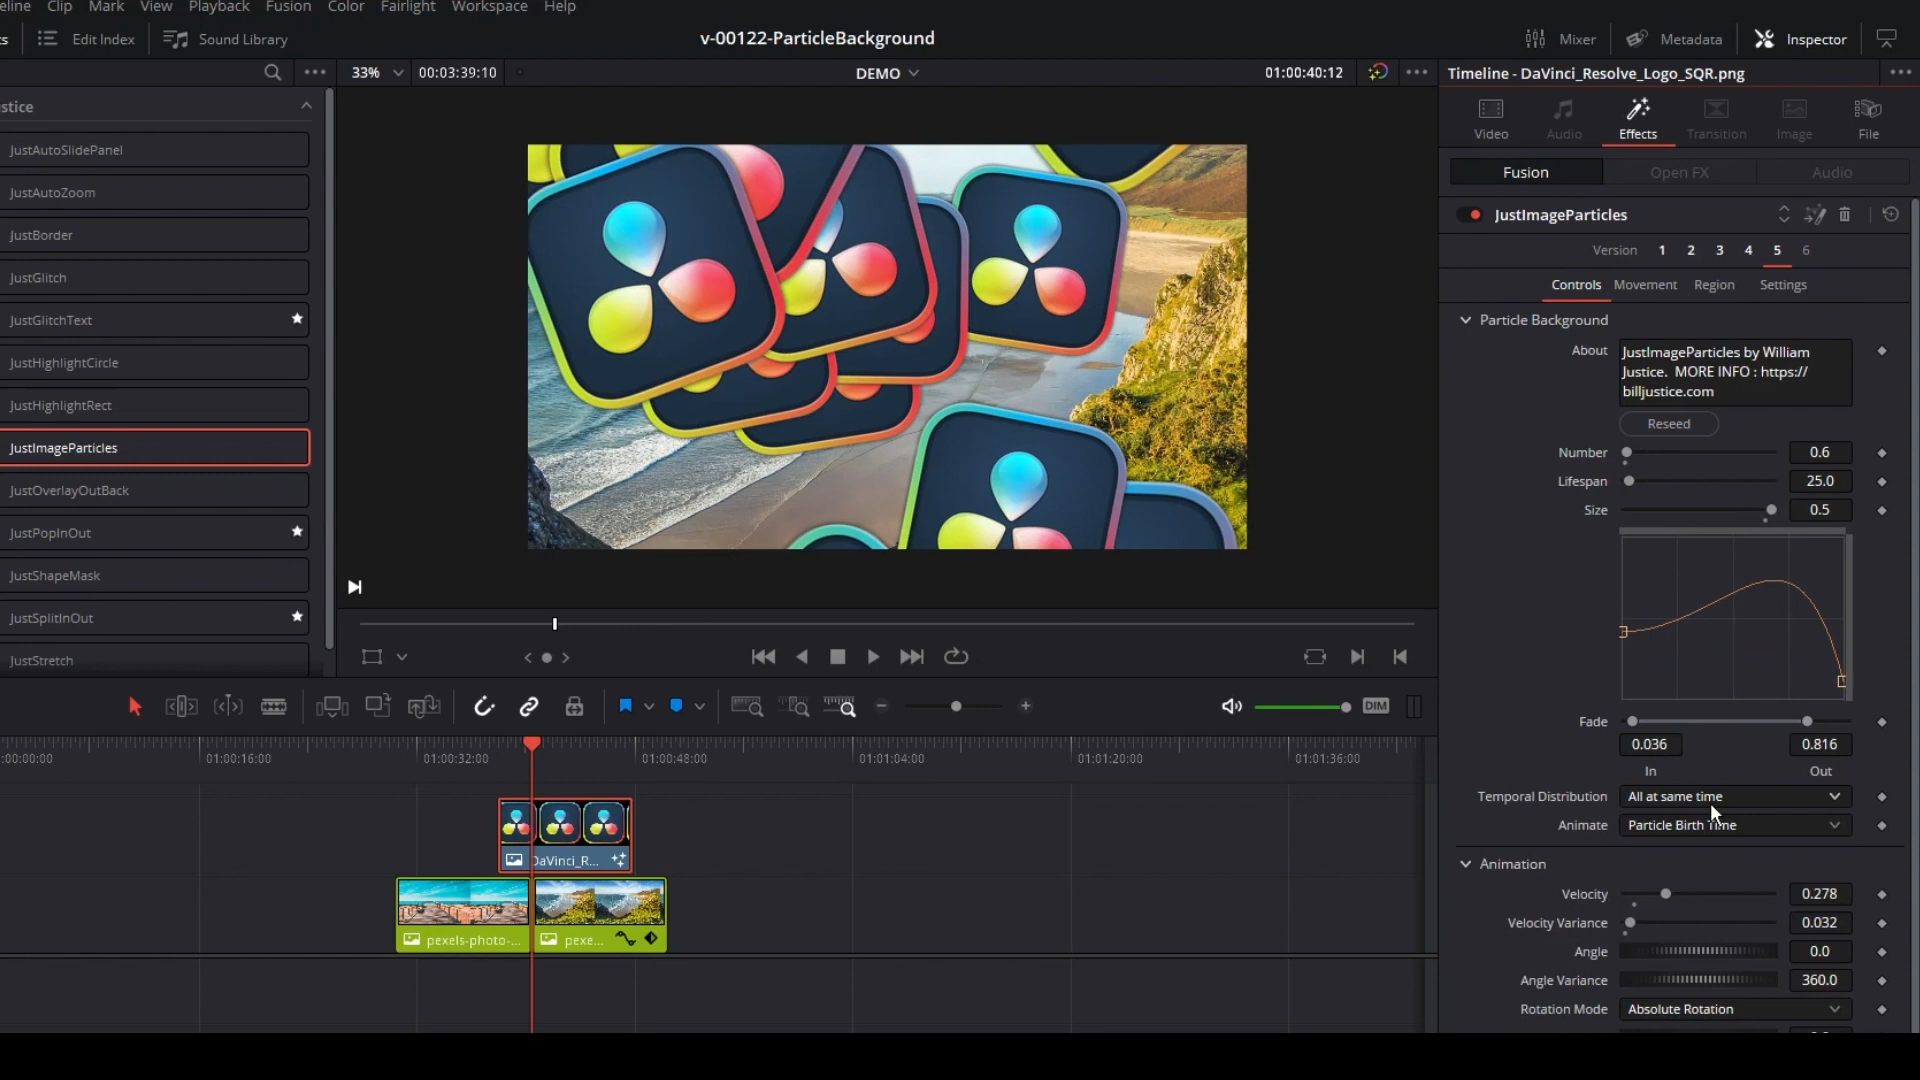 eline Clip Mark View Playback Fusion Color Fairlight Workspace Help
ts Edit Index Sound Library
v-00122-ParticleBackground
Mixer Metadata Inspector
33% 00:03:39:10
DEMO
01:00:40:12
Timeline - DaVinci_Resolve_Logo_SQR.png
stice
JustAutoSlidePanel
JustAutoZoom
JustBorder
JustGlitch
JustGlitchText
JustHighlightCircle
JustHighlightRect
JustImageParticles
JustOverlayOutBack
JustPopInOut
JustShapeMask
JustSplitInOut
JustStretch
Video Audio Effects Transition Image File
Fusion Open FX Audio
JustImageParticles
Version 1 2 3 4 5 6
Controls Movement Region Settings
Particle Background
About JustImageParticles by William
Justice. MORE INFO : https://
billjustice.com
Reseed
Number 0.6
Lifespan 25.0
Size 0.5
Fade
0.036 0.816
In Out
Temporal Distribution All at same time
Animate Particle Birth Time
Animation
Velocity 0.278
Velocity Variance 0.032
Angle 0.0
Angle Variance 360.0
Rotation Mode Absolute Rotation
DIM
:00:00:00 01:00:16:00 01:00:32:00 01:00:48:00 01:01:04:00 01:01:20:00 01:01:36:00
DaVinci_R...
pexels-photo-... pexe...